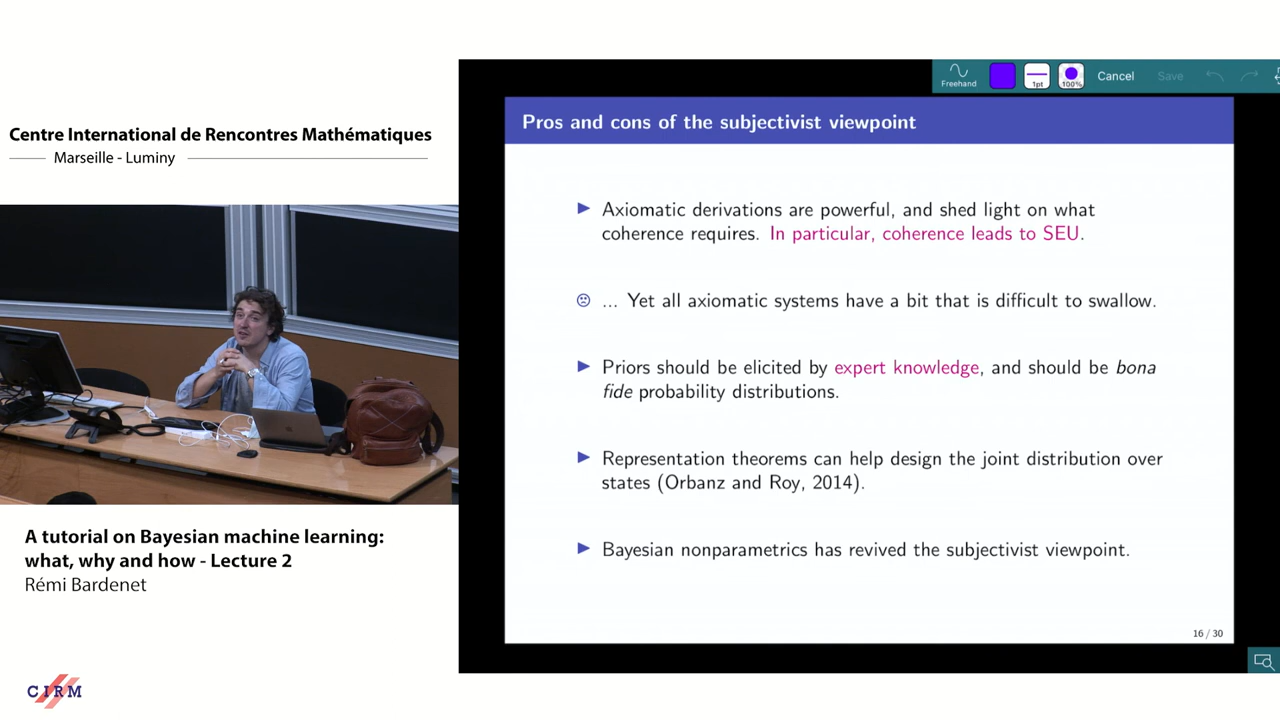 Centre International de Rencontres Mathématiques
Marseille - Luminy
A tutorial on Bayesian machine learning:
what, why and how - Lecture 2
Rémi Bardenet
CIRM
Freehand
1pt
100%
Cancel
Save
Pros and cons of the subjectivist viewpoint
Axiomatic derivations are powerful, and shed light on what
coherence requires. In particular, coherence leads to SEU.
... Yet all axiomatic systems have a bit that is difficult to swallow.
Priors should be elicited by expert knowledge, and should be bona
fide probability distributions.
Representation theorems can help design the joint distribution over
states (Orbanz and Roy, 2014).
Bayesian nonparametrics has revived the subjectivist viewpoint.
16 / 30